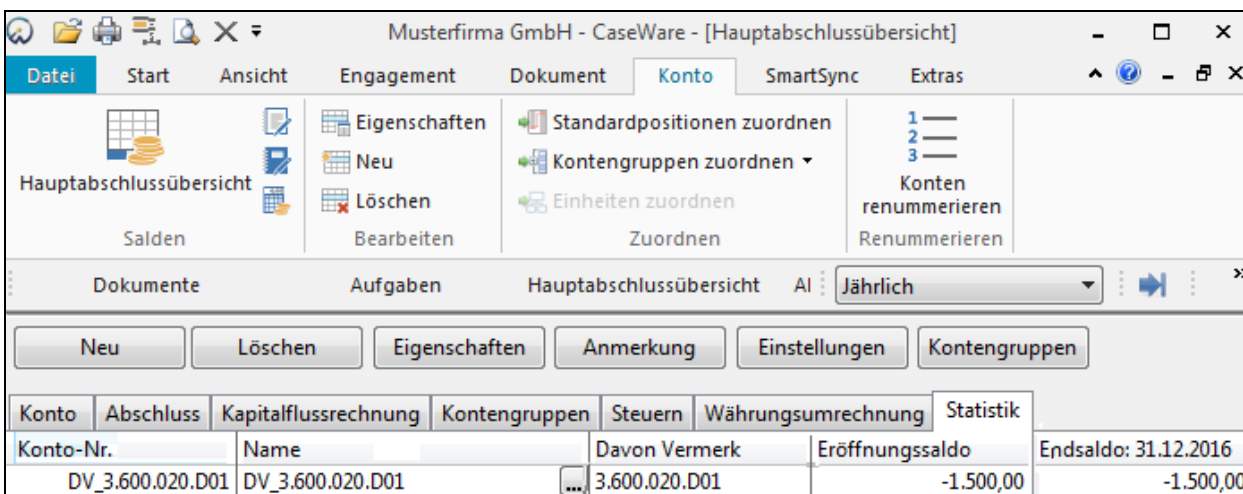 Musterfirma GmbH - CaseWare - [Hauptabschlussübersicht]
Datei Start Ansicht Engagement Dokument Konto SmartSync Extras
Hauptabschlussübersicht
Salden
Eigenschaften
Neu
Löschen
Bearbeiten
Standardpositionen zuordnen
Kontengruppen zuordnen
Einheiten zuordnen
Zuordnen
1
2
3
Konten
renummerieren
Renummerieren
Dokumente Aufgaben Hauptabschlussübersicht Al Jährlich
Neu Löschen Eigenschaften Anmerkung Einstellungen Kontengruppen
Konto Abschluss Kapitalflussrechnung Kontengruppen Steuern Währungsumrechnung Statistik
Konto-Nr. Name Davon Vermerk Eröffnungssaldo Endsaldo: 31.12.2016
DV_3.600.020.D01 DV_3.600.020.D01 ... 3.600.020.D01 -1.500,00 -1.500,00